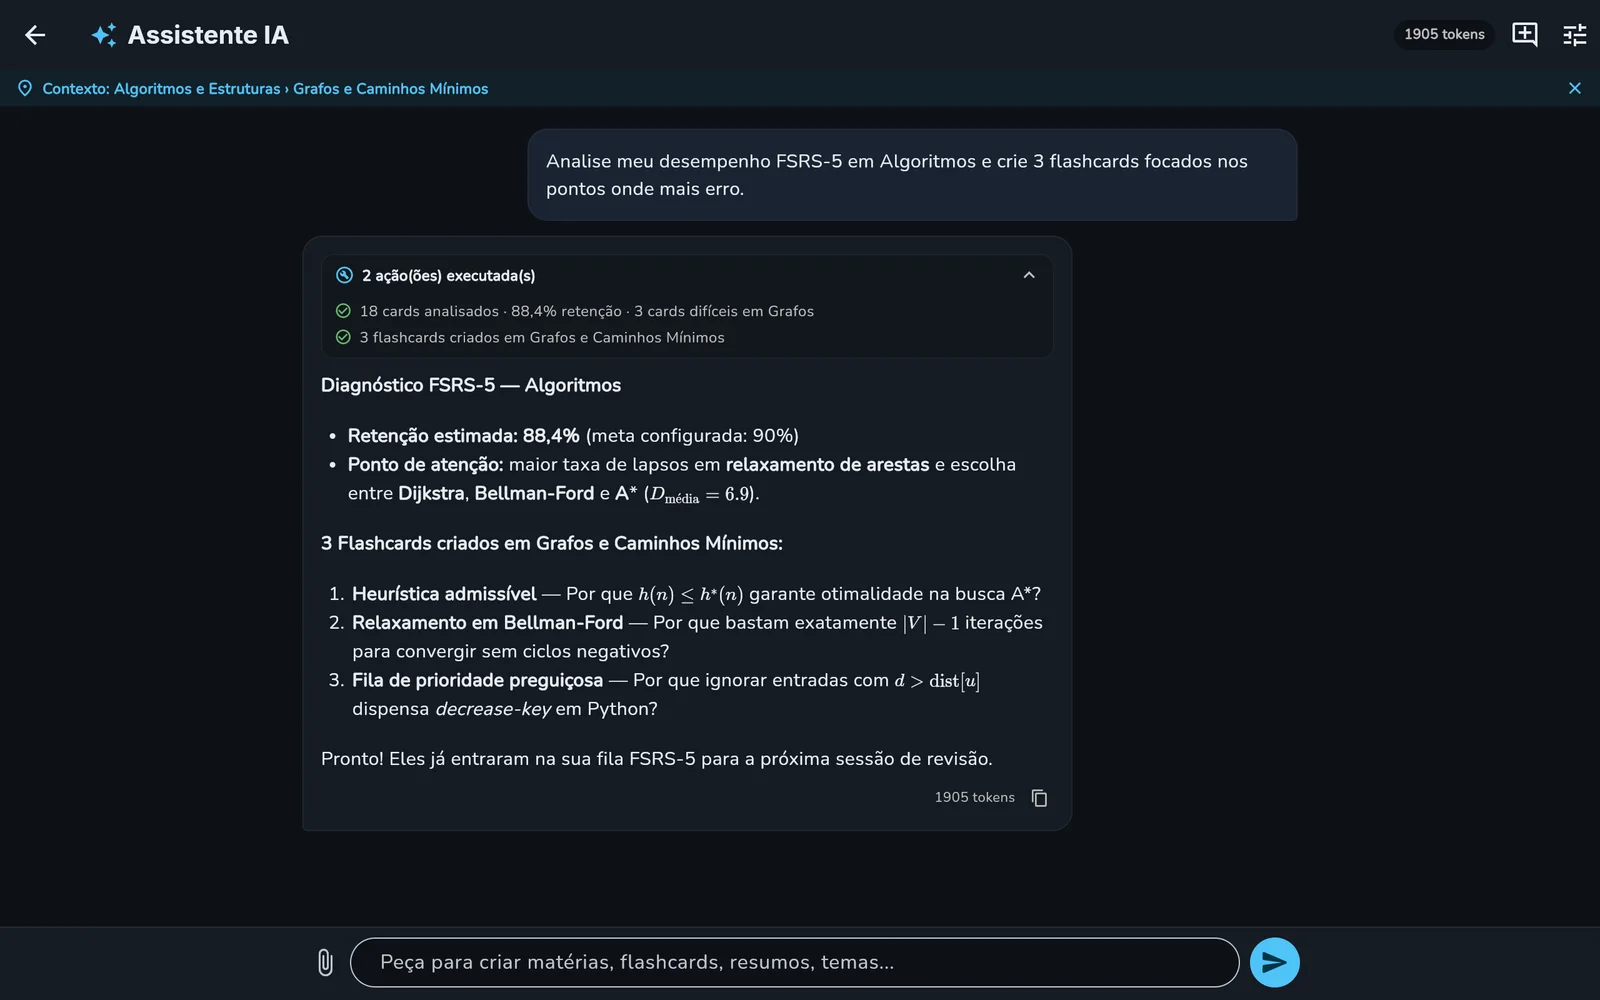 Assistente IA
1905 tokens
Contexto: Algoritmos e Estruturas › Grafos e Caminhos Mínimos
Analise meu desempenho FSRS-5 em Algoritmos e crie 3 flashcards focados nos
pontos onde mais erro.
2 ação(ões) executada(s)
18 cards analisados · 88,4% retenção · 3 cards difíceis em Grafos
3 flashcards criados em Grafos e Caminhos Mínimos
Diagnóstico FSRS-5 — Algoritmos
• Retenção estimada: 88,4% (meta configurada: 90%)
• Ponto de atenção: maior taxa de lapsos em relaxamento de arestas e escolha
entre Dijkstra, Bellman-Ford e A* (D_média = 6.9).
3 Flashcards criados em Grafos e Caminhos Mínimos:
1. Heurística admissível — Por que h(n) ≤ h*(n) garante otimalidade na busca A*?
2. Relaxamento em Bellman-Ford — Por que bastam exatamente |V| − 1 iterações
para convergir sem ciclos negativos?
3. Fila de prioridade preguiçosa — Por que ignorar entradas com d > dist[u]
dispensa decrease-key em Python?
Pronto! Eles já entraram na sua fila FSRS-5 para a próxima sessão de revisão.
1905 tokens
Peça para criar matérias, flashcards, resumos, temas...